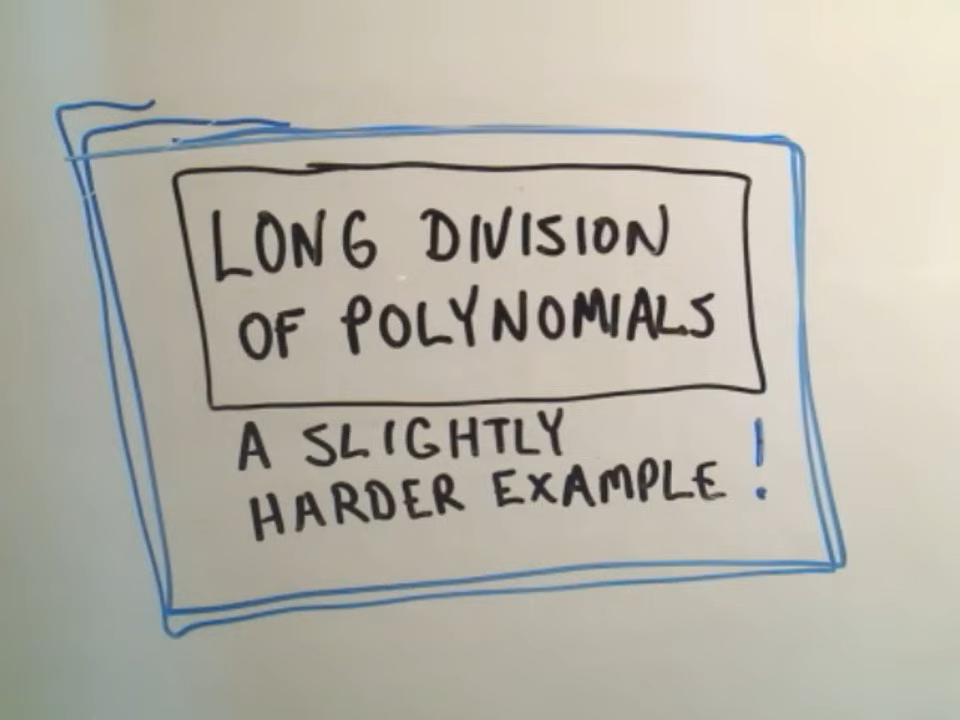 LONG DIVISION
OF POLYNOMIALS
A SLIGHTLY
HARDER EXAMPLE !